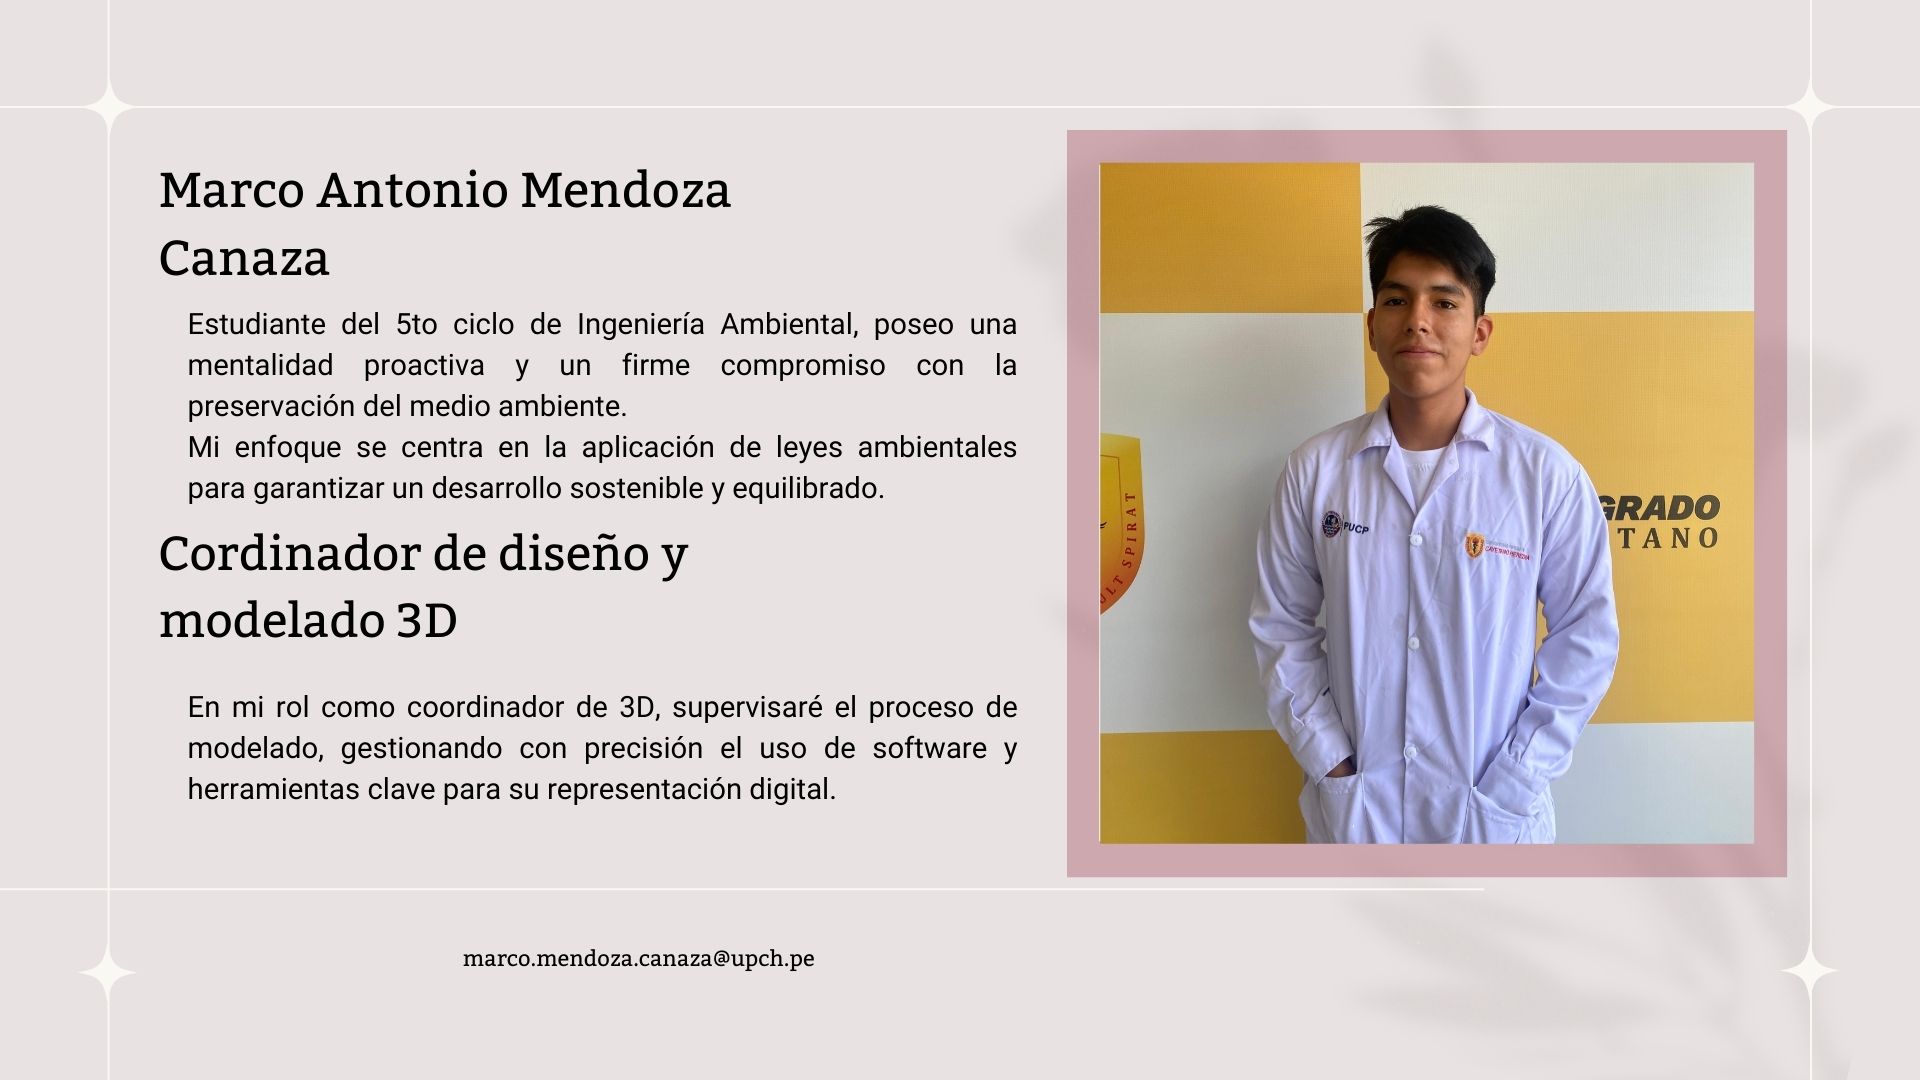 Marco Antonio Mendoza
Canaza
Estudiante del 5to ciclo de Ingeniería Ambiental, poseo una
mentalidad proactiva y un firme compromiso con la
preservación del medio ambiente.
Mi enfoque se centra en la aplicación de leyes ambientales
para garantizar un desarrollo sostenible y equilibrado.
Cordinador de diseño y
modelado 3D
En mi rol como coordinador de 3D, supervisaré el proceso de
modelado, gestionando con precisión el uso de software y
herramientas clave para su representación digital.
marco.mendoza.canaza@upch.pe
ULT SPIRAT
PUCP
CAYETANO HEREDIA
GRADO
TANO